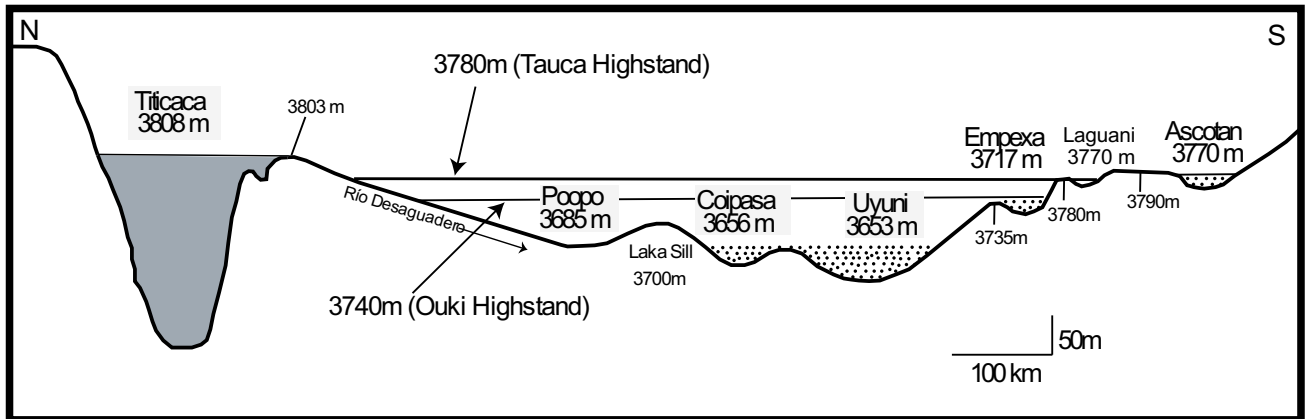 N
S
3780m (Tauca Highstand)
Titicaca
3808 m
3803 m
Empexa
3717 m
Laguani
3770 m
Ascotan
3770 m
Río Desaguadero
Poopo
3685 m
Coipasa
3656 m
Uyuni
3653 m
3780m
3790m
3735m
Laka Sill
3700m
3740m (Ouki Highstand)
50m
100 km